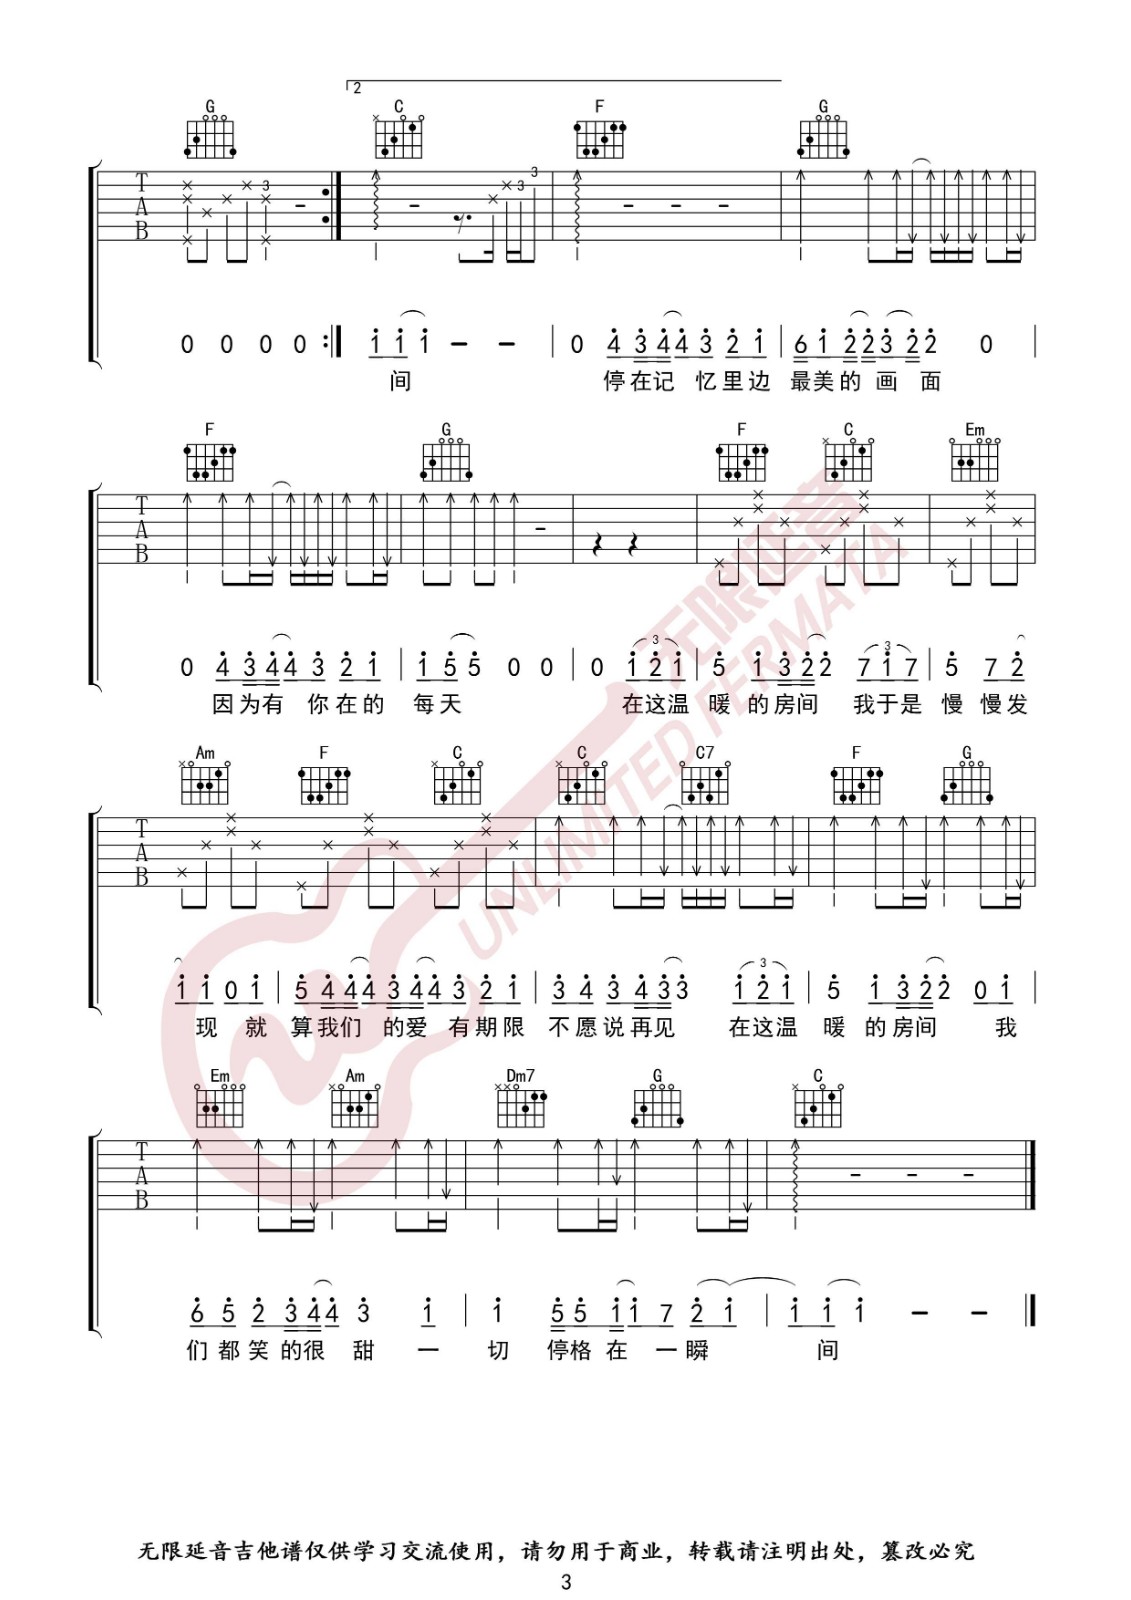 2
G C F G
3 3 3
T
A
B
0 0 0 0 1 1 1 - - 0 4 3 4 4 3 2 1 6 1 2 2 3 2 2 0
间 停在记 忆里边 最美的 画 面
F G F C Em
T
A
B
3 3
0 4 3 4 4 3 2 1 1 5 5 0 0 0 1 2 1 5 1 3 2 2 7 1 7 5 7 2
因为有 你在的 每天 在这温 暖 的房间 我于是 慢 慢发
Am F C C C7 F G
T
A
B
3
1 1 0 1 5 4 4 4 3 4 4 3 2 1 3 4 3 4 3 3 1 2 1 5 1 3 2 2 0 1
现 就 算我们 的爱 有期限 不愿说再见 在这温 暖 的房间 我
Em Am Dm7 G C
T
A
B
6 5 2 3 4 4 3 1 1 5 5 1 1 7 2 1 1 1 1 - -
们都笑的很 甜 一 切 停格在 一瞬 间
无限延音
UNLIMITED FERMATA
无限延音吉他谱仅供学习交流使用，请勿用于商业，转载请注明出处，篡改必究
3